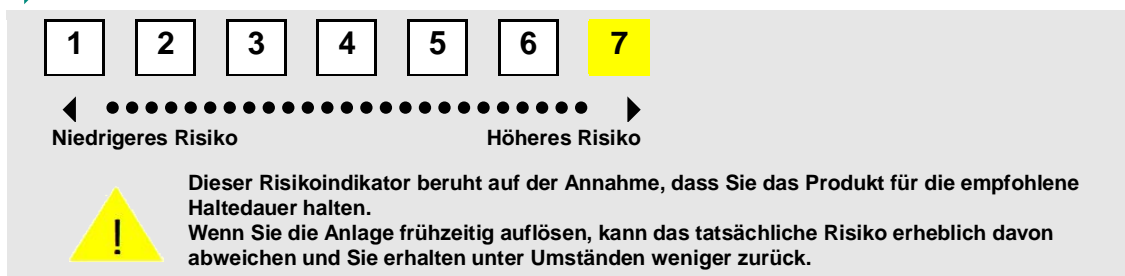 1 2 3 4 5 6 7
Niedrigeres Risiko Höheres Risiko
Dieser Risikoindikator beruht auf der Annahme, dass Sie das Produkt für die empfohlene
Haltedauer halten.
Wenn Sie die Anlage frühzeitig auflösen, kann das tatsächliche Risiko erheblich davon
abweichen und Sie erhalten unter Umständen weniger zurück.
!